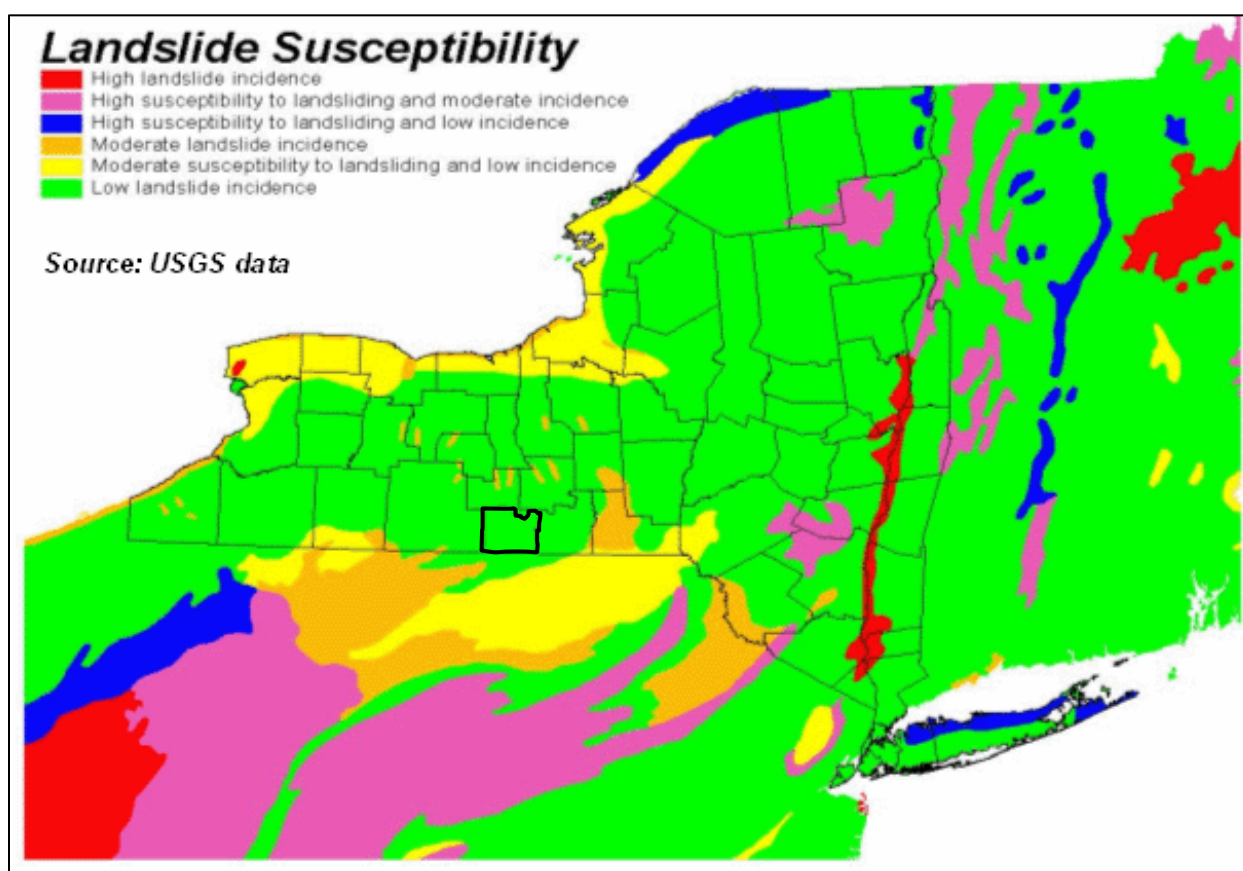 Landslide Susceptibility
High landslide incidence
High susceptibility to landsliding and moderate incidence
High susceptibility to landsliding and low incidence
Moderate landslide incidence
Moderate susceptibility to landsliding and low incidence
Low landslide incidence
Source: USGS data